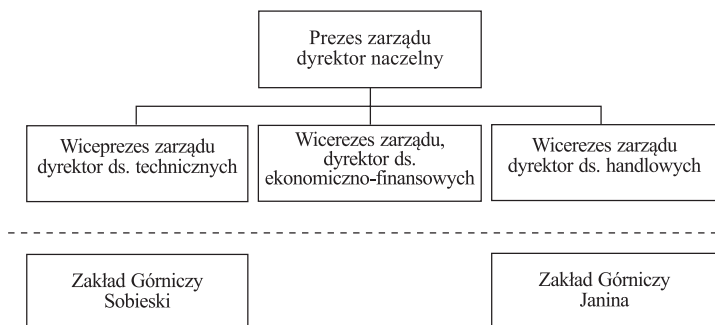 Prezes zarządu
dyrektor naczelny
Wiceprezes zarządu
dyrektor ds. technicznych
Wicerezes zarządu,
dyrektor ds.
ekonomiczno-finansowych
Wicerezes zarządu
dyrektor ds. handlowych
Zakład Górniczy
Sobieski
Zakład Górniczy
Janina